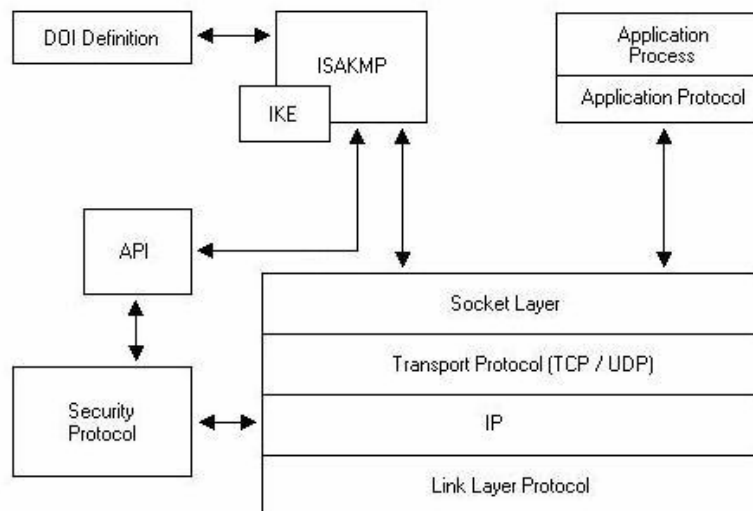 DOI Definition
ISAKMP
IKE
Application
Process
Application Protocol
API
Socket Layer
Transport Protocol (TCP / UDP)
Security
Protocol
IP
Link Layer Protocol